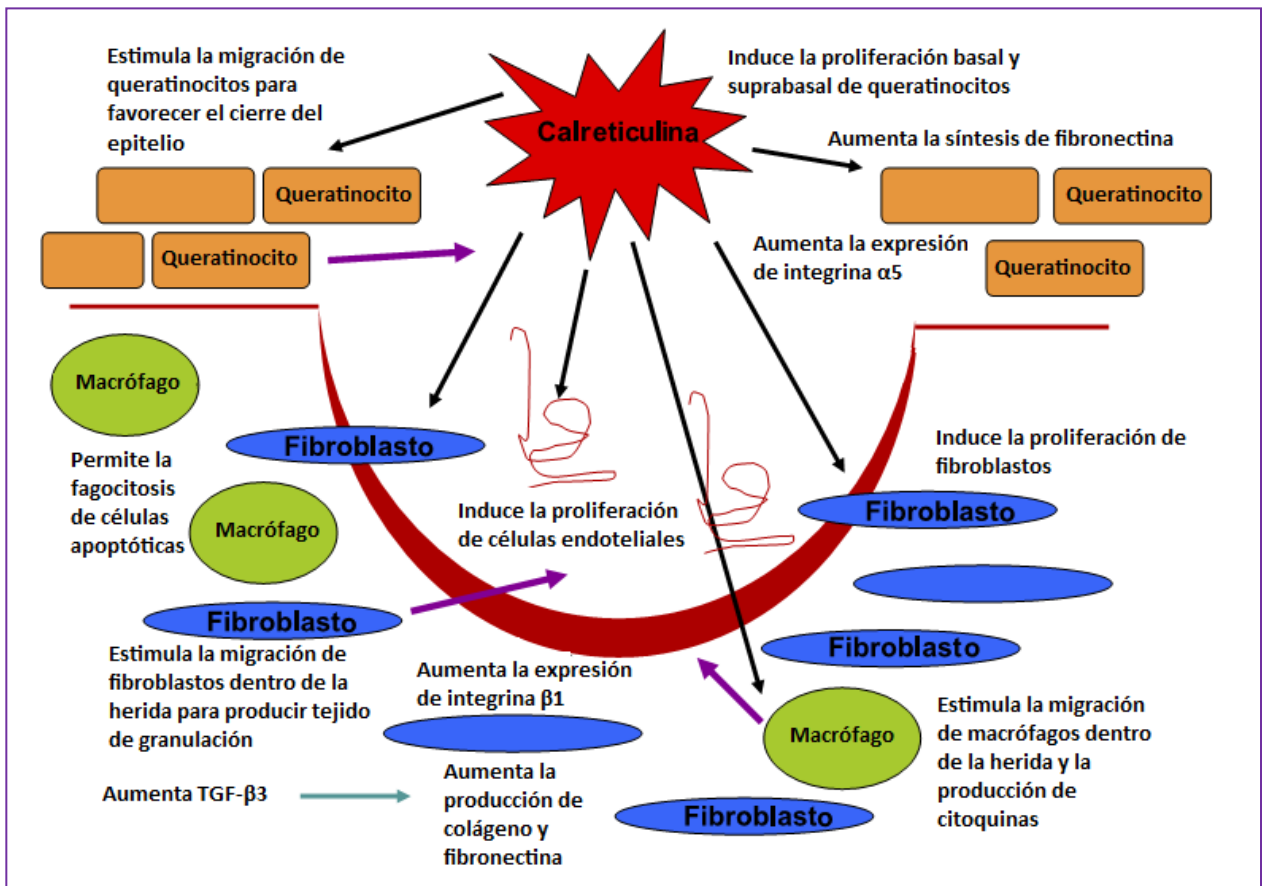 Estimula la migración de
queratinocitos para
favorecer el cierre del
epitelio
Calreticulina
Induce la proliferación basal y
suprabasal de queratinocitos
Aumenta la síntesis de fibronectina
Queratinocito
Queratinocito
Queratinocito
Aumenta la expresión
de integrina α5
Queratinocito
Macrófago
Fibroblasto
Permite la
fagocitosis
de células
apoptóticas
Macrófago
Induce la proliferación
de células endoteliales
Induce la proliferación de
fibroblastos
Fibroblasto
Fibroblasto
Estimula la migración de
fibroblastos dentro de la
herida para producir tejido
de granulación
Aumenta la expresión
de integrina β1
Fibroblasto
Macrófago
Estimula la migración
de macrófagos dentro
de la herida y la
producción de
citoquinas
Aumenta TGF-β3
Aumenta la
producción de
colágeno y
fibronectina
Fibroblasto